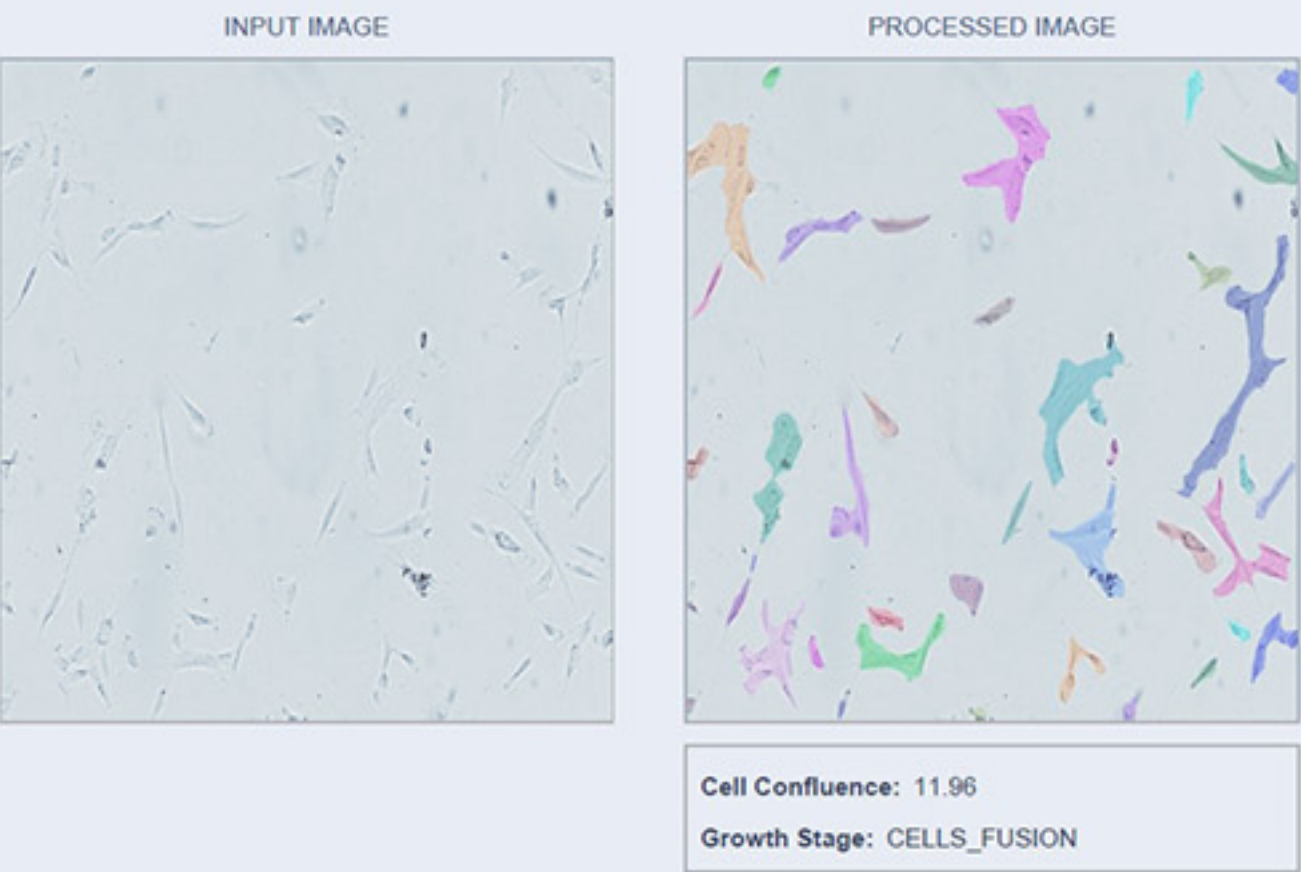 INPUT IMAGE
PROCESSED IMAGE
Cell Confluence: 11.96
Growth Stage: CELLS_FUSION